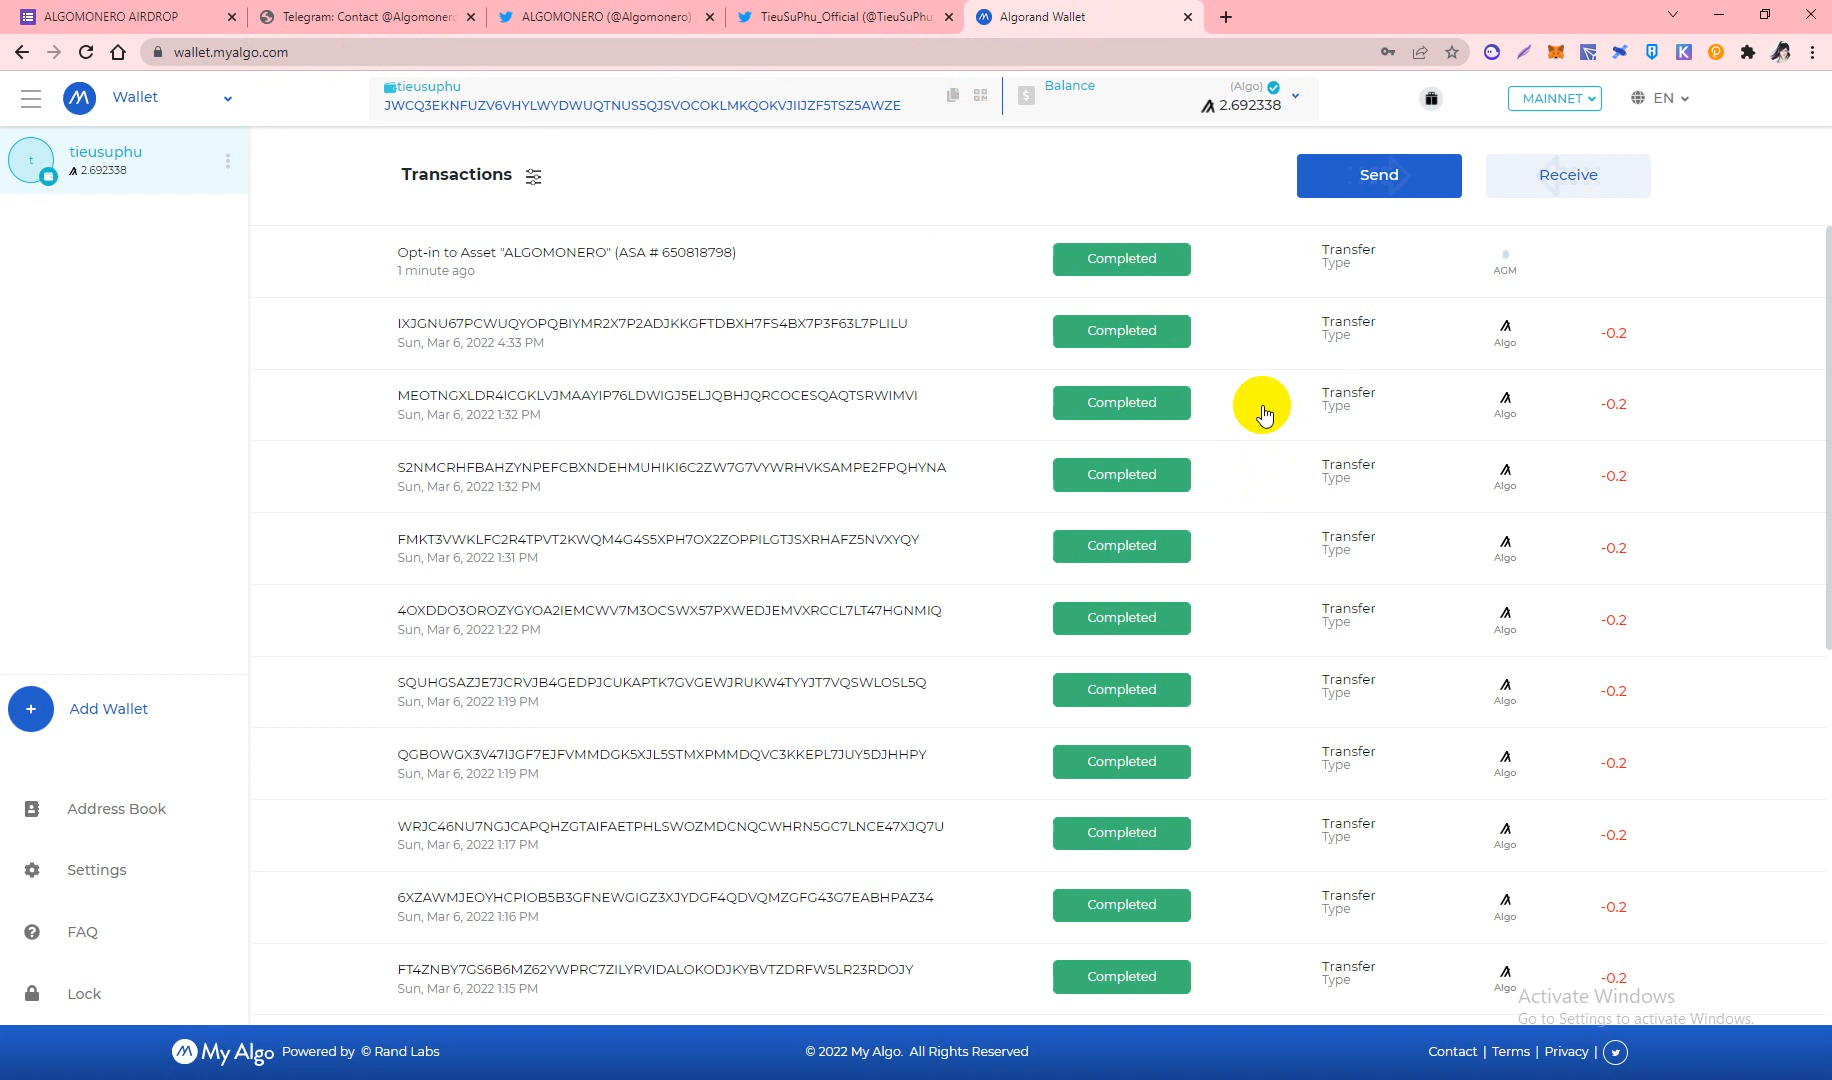 ALGOMONERO AIRDROP
Telegram: Contact @Algomonero
ALGOMONERO (@Algomonero)
TieuSuPhu_Official (@TieuSuPhu
Algorand Wallet
wallet.myalgo.com
Wallet
tieusuphu
JWCQ3EKNFUZV6VHYLWYDWUQTNUS5QJSVOCOKLMKQOKVJIIJZF5TSZ5AWZE
Balance
(Algo)
2.692338
MAINNET
EN
tieusuphu
2.692338
Transactions
Send
Receive
Opt-in to Asset "ALGOMONERO" (ASA # 650818798)
1 minute ago
Completed
Transfer
Type
AGM
IXJGNU67PCWUQYOPQBIYMR2X7P2ADJKKGFTDBXH7FS4BX7P3F63L7PLILU
Sun, Mar 6, 2022 4:33 PM
Completed
Transfer
Type
Algo
-0.2
MEOTNGXLDR4ICGKLVJMAAYIP76LDWIGJ5ELJQBHJQRCOCESQAQTSRWIMVI
Sun, Mar 6, 2022 1:32 PM
Completed
Transfer
Type
Algo
-0.2
S2NMCRHFBAHZYNPEFCBXNDEHMUHIKI6C2ZW7G7VYWRHVKSAMPE2FPQHYNA
Sun, Mar 6, 2022 1:32 PM
Completed
Transfer
Type
Algo
-0.2
FMKT3VWKLFC2R4TPVT2KWQM4G4S5XPH7OX2ZOPPILGTJSXRHAFZ5NVXYQY
Sun, Mar 6, 2022 1:31 PM
Completed
Transfer
Type
Algo
-0.2
4OXDDO3OROZYGYOA2IEMCWV7M3OCSWX57PXWEDJEMVXRCCL7LT47HGNMIQ
Sun, Mar 6, 2022 1:22 PM
Completed
Transfer
Type
Algo
-0.2
SQUHGSAZJE7JCRVJB4GEDPJCUKAPTK7GVGEWJRUKW4TYYJT7VQSWLOSL5Q
Sun, Mar 6, 2022 1:19 PM
Completed
Transfer
Type
Algo
-0.2
QGBOWGX3V47IJGF7EJFVMMDGK5XJL5STMXPMMDQVC3KKEPL7JUY5DJHHPY
Sun, Mar 6, 2022 1:19 PM
Completed
Transfer
Type
Algo
-0.2
WRJC46NU7NGJCAPQHZGTAIFAETPHLSWOZMDCNQCWHRN5GC7LNCE47XJQ7U
Sun, Mar 6, 2022 1:17 PM
Completed
Transfer
Type
Algo
-0.2
6XZAWMJEOYHCPIOB5B3GFNEWGIGZ3XJYDGF4QDVQMZGFG43G7EABHPAZ34
Sun, Mar 6, 2022 1:16 PM
Completed
Transfer
Type
Algo
-0.2
FT4ZNBY7GS6B6MZ62YWPRC7ZILYRVIDALOKODJKYBVTZDRFW5LR23RDOJY
Sun, Mar 6, 2022 1:15 PM
Completed
Transfer
Type
Algo
-0.2
Add Wallet
Address Book
Settings
FAQ
Lock
Activate Windows
Go to Settings to activate Windows.
My Algo Powered by © Rand Labs
© 2022 My Algo. All Rights Reserved
Contact | Terms | Privacy |